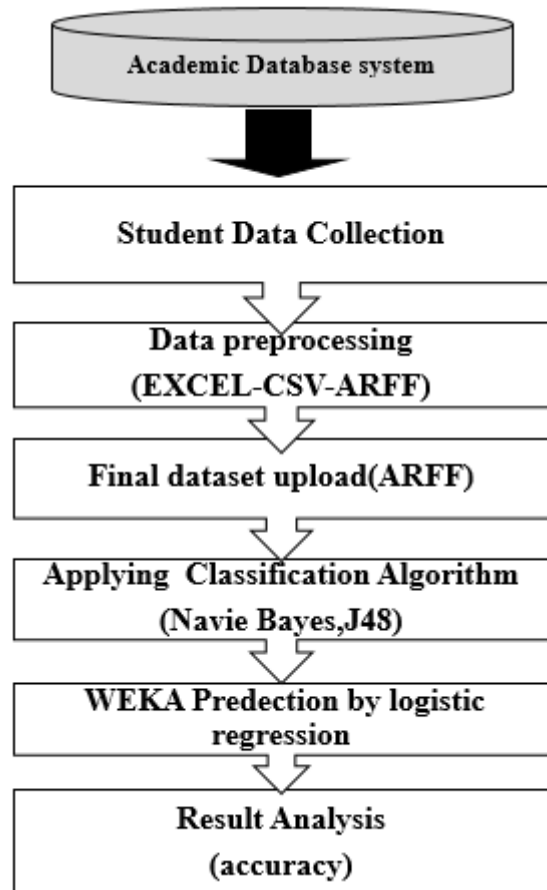 Academic Database system
Student Data Collection
Data preprocessing
(EXCEL-CSV-ARFF)
Final dataset upload(ARFF)
Applying Classification Algorithm
(Navie Bayes,J48)
WEKA Predection by logistic
regression
Result Analysis
(accuracy)